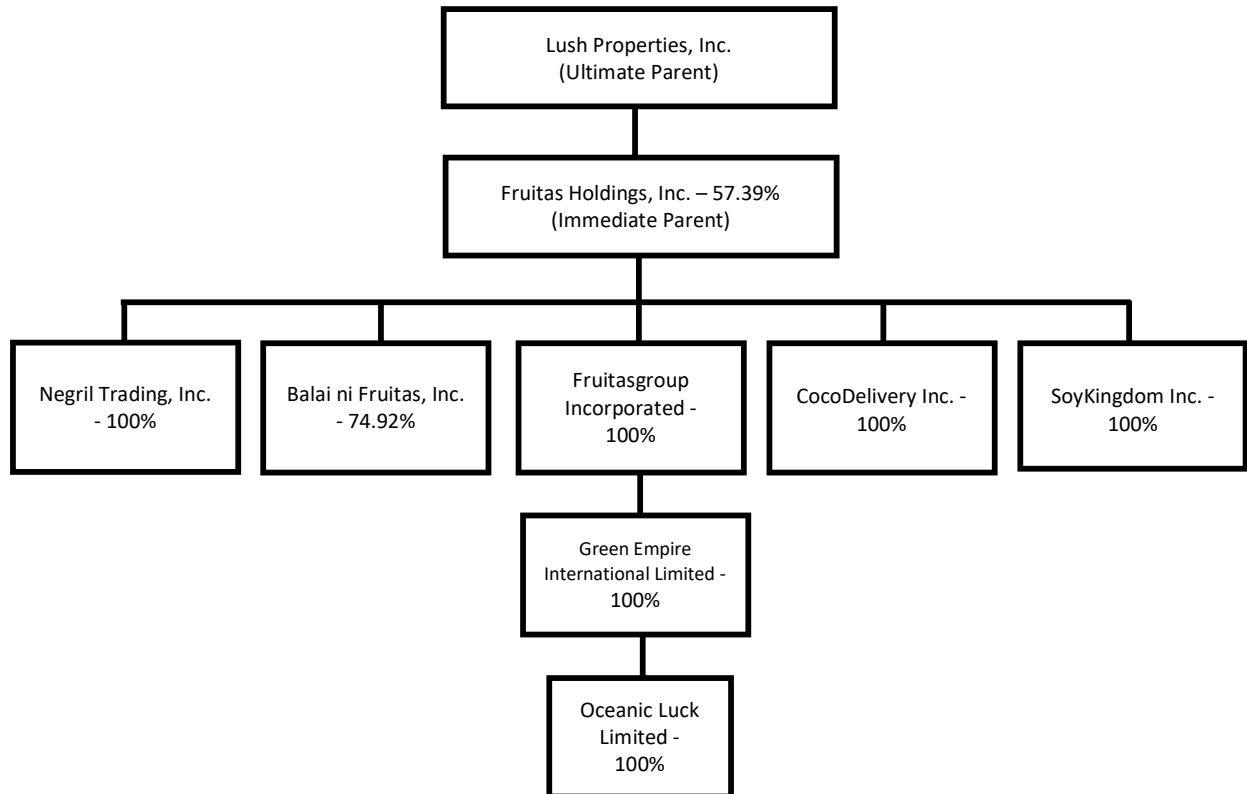 Lush Properties, Inc.
(Ultimate Parent)
Fruitas Holdings, Inc. – 57.39%
(Immediate Parent)
Negril Trading, Inc.
- 100%
Balai ni Fruitas, Inc.
- 74.92%
Fruitasgroup
Incorporated -
100%
CocoDelivery Inc. -
100%
SoyKingdom Inc. -
100%
Green Empire
International Limited -
100%
Oceanic Luck
Limited -
100%